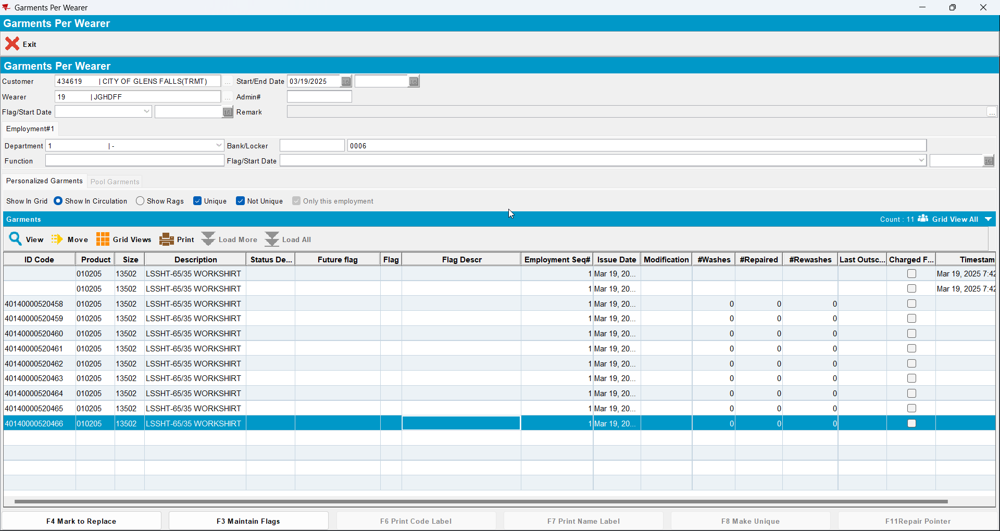 Garments Per Wearer
Garments Per Wearer
Exit
Garments Per Wearer
Customer 434619 | CITY OF GLENS FALLS(TRMT) ... Start/End Date 03/19/2025
Wearer 19 | JGHDFF ... Admin#
Flag/Start Date Remark ...
Employment#1
Department 1 | - Bank/Locker 0006
Function Flag/Start Date
Personalized Garments Pool Garments
Show In Grid Show In Circulation Show Rags Unique Not Unique Only this employment
Garments Count : 11 Grid View All
View Move Grid Views Print Load More Load All
ID Code Product Size Description Status De... Future flag Flag Flag Descr Employment Seq# Issue Date Modification #Washes #Repaired #Rewashes Last Outsc... Charged F... Timestam
010205 13502 LSSHT-65/35 WORKSHIRT 1 Mar 19, 20... Mar 19, 2025 7:42
010205 13502 LSSHT-65/35 WORKSHIRT 1 Mar 19, 20... Mar 19, 2025 7:42
40140000520458 010205 13502 LSSHT-65/35 WORKSHIRT 1 Mar 19, 20... 0 0 0
40140000520459 010205 13502 LSSHT-65/35 WORKSHIRT 1 Mar 19, 20... 0 0 0
40140000520460 010205 13502 LSSHT-65/35 WORKSHIRT 1 Mar 19, 20... 0 0 0
40140000520461 010205 13502 LSSHT-65/35 WORKSHIRT 1 Mar 19, 20... 0 0 0
40140000520462 010205 13502 LSSHT-65/35 WORKSHIRT 1 Mar 19, 20... 0 0 0
40140000520463 010205 13502 LSSHT-65/35 WORKSHIRT 1 Mar 19, 20... 0 0 0
40140000520464 010205 13502 LSSHT-65/35 WORKSHIRT 1 Mar 19, 20... 0 0 0
40140000520465 010205 13502 LSSHT-65/35 WORKSHIRT 1 Mar 19, 20... 0 0 0
40140000520466 010205 13502 LSSHT-65/35 WORKSHIRT 1 Mar 19, 20... 0 0 0
F4 Mark to Replace F3 Maintain Flags F6 Print Code Label F7 Print Name Label F8 Make Unique F11Repair Pointer